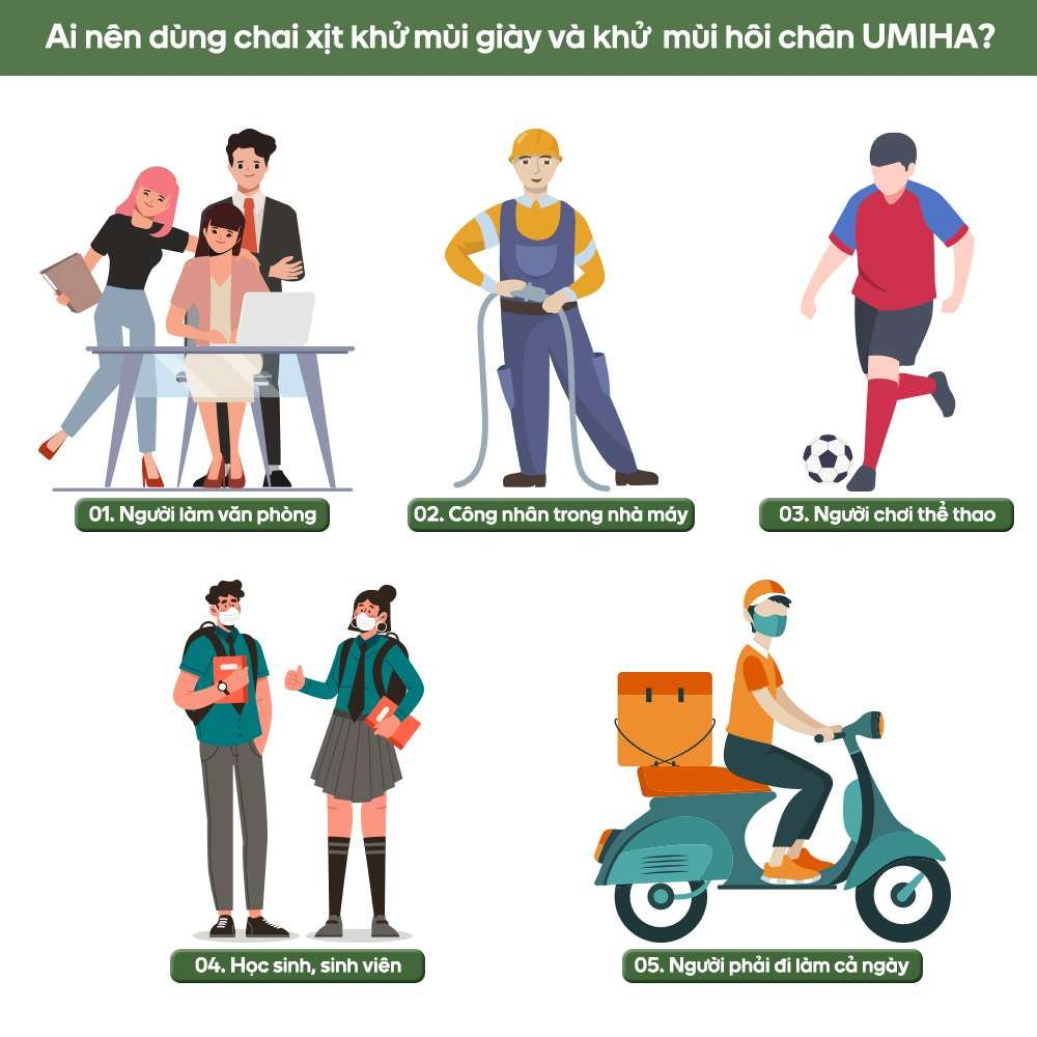 Ai nên dùng chai xịt khử mùi giày và khử mùi hôi chân UMIHA?
01. Người làm văn phòng
02. Công nhân trong nhà máy
03. Người chơi thể thao
04. Học sinh, sinh viên
05. Người phải đi làm cả ngày